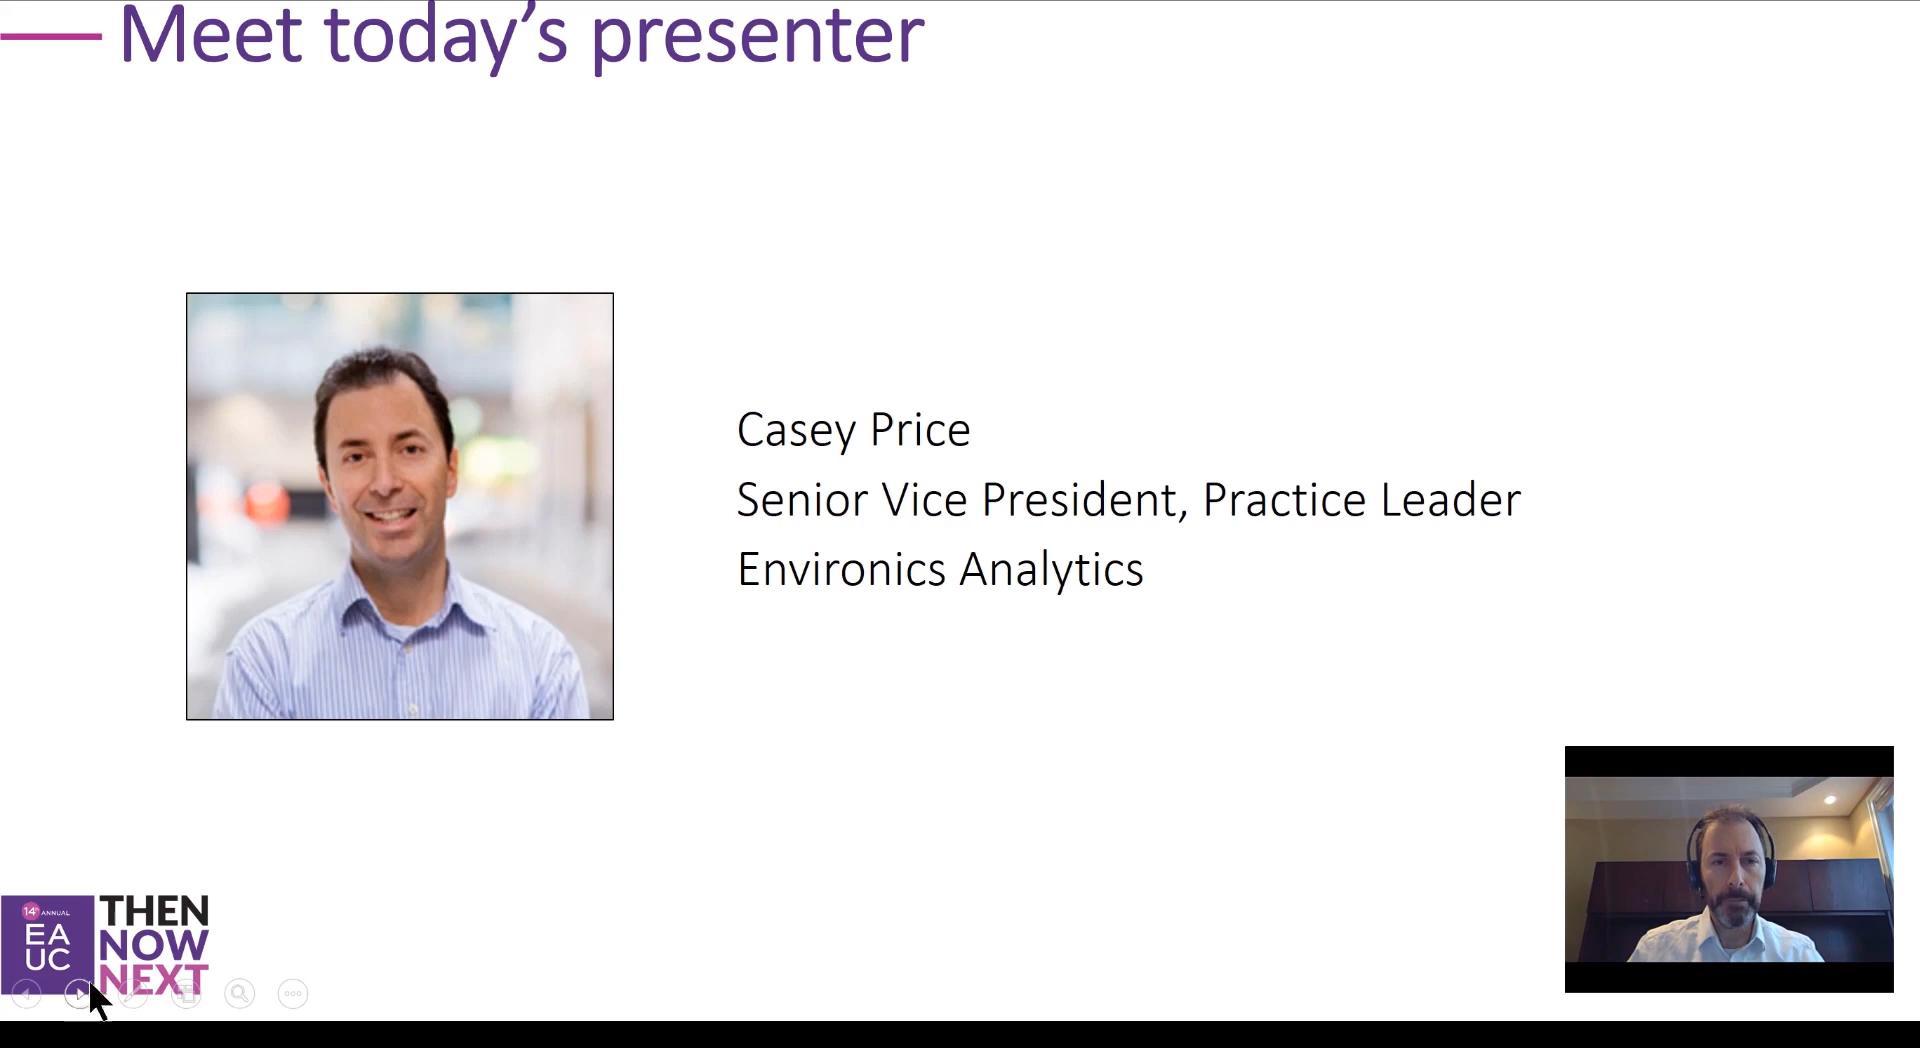 Meet today’s presenter
Casey Price
Senior Vice President, Practice Leader
Environics Analytics
14th ANNUAL
EA
UC
THEN
NOW
NEXT